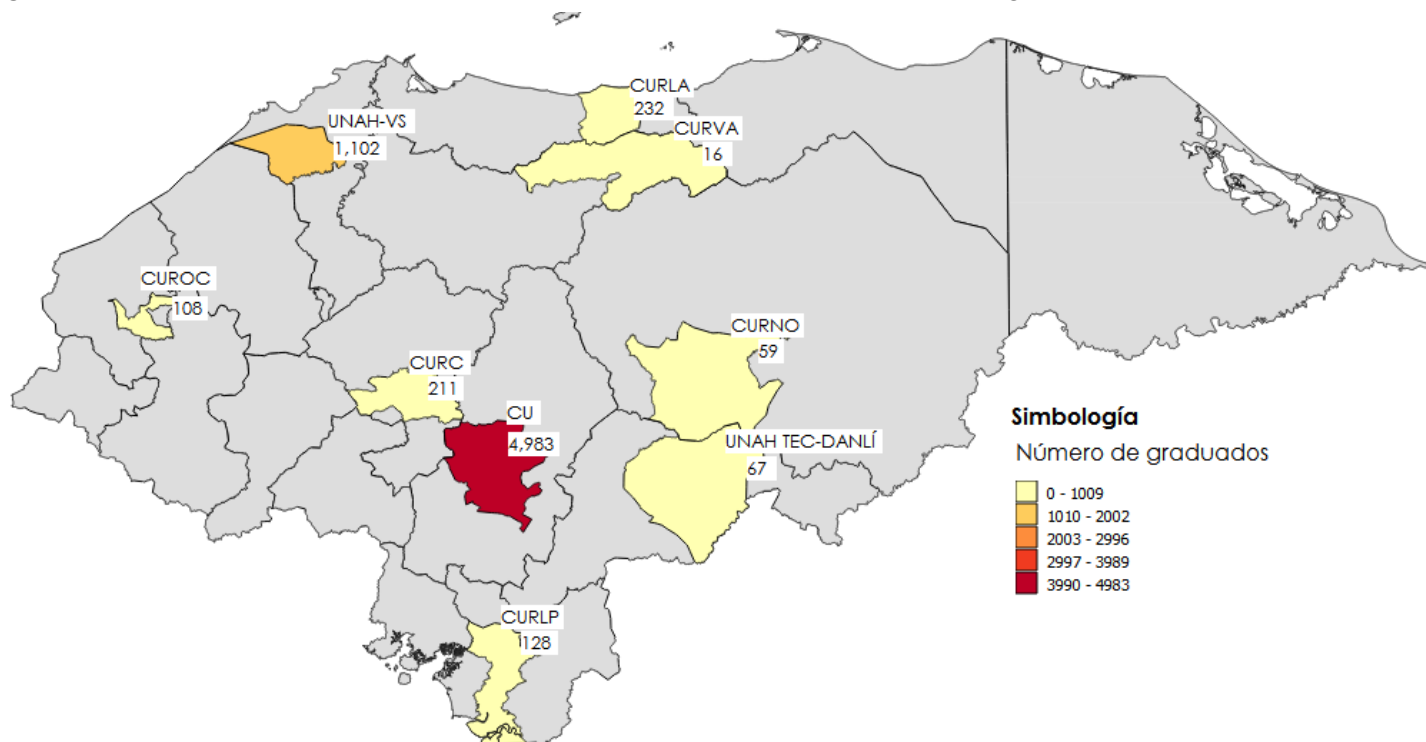 CURLA
232
UNAH-VS
1,102
CURVA
16
CUROC
108
CURNO
59
CURC
211
CU
4,983
UNAH TEC-DANLÍ
67
CURLP
128
Simbología
Número de graduados
0 - 1009
1010 - 2002
2003 - 2996
2997 - 3989
3990 - 4983